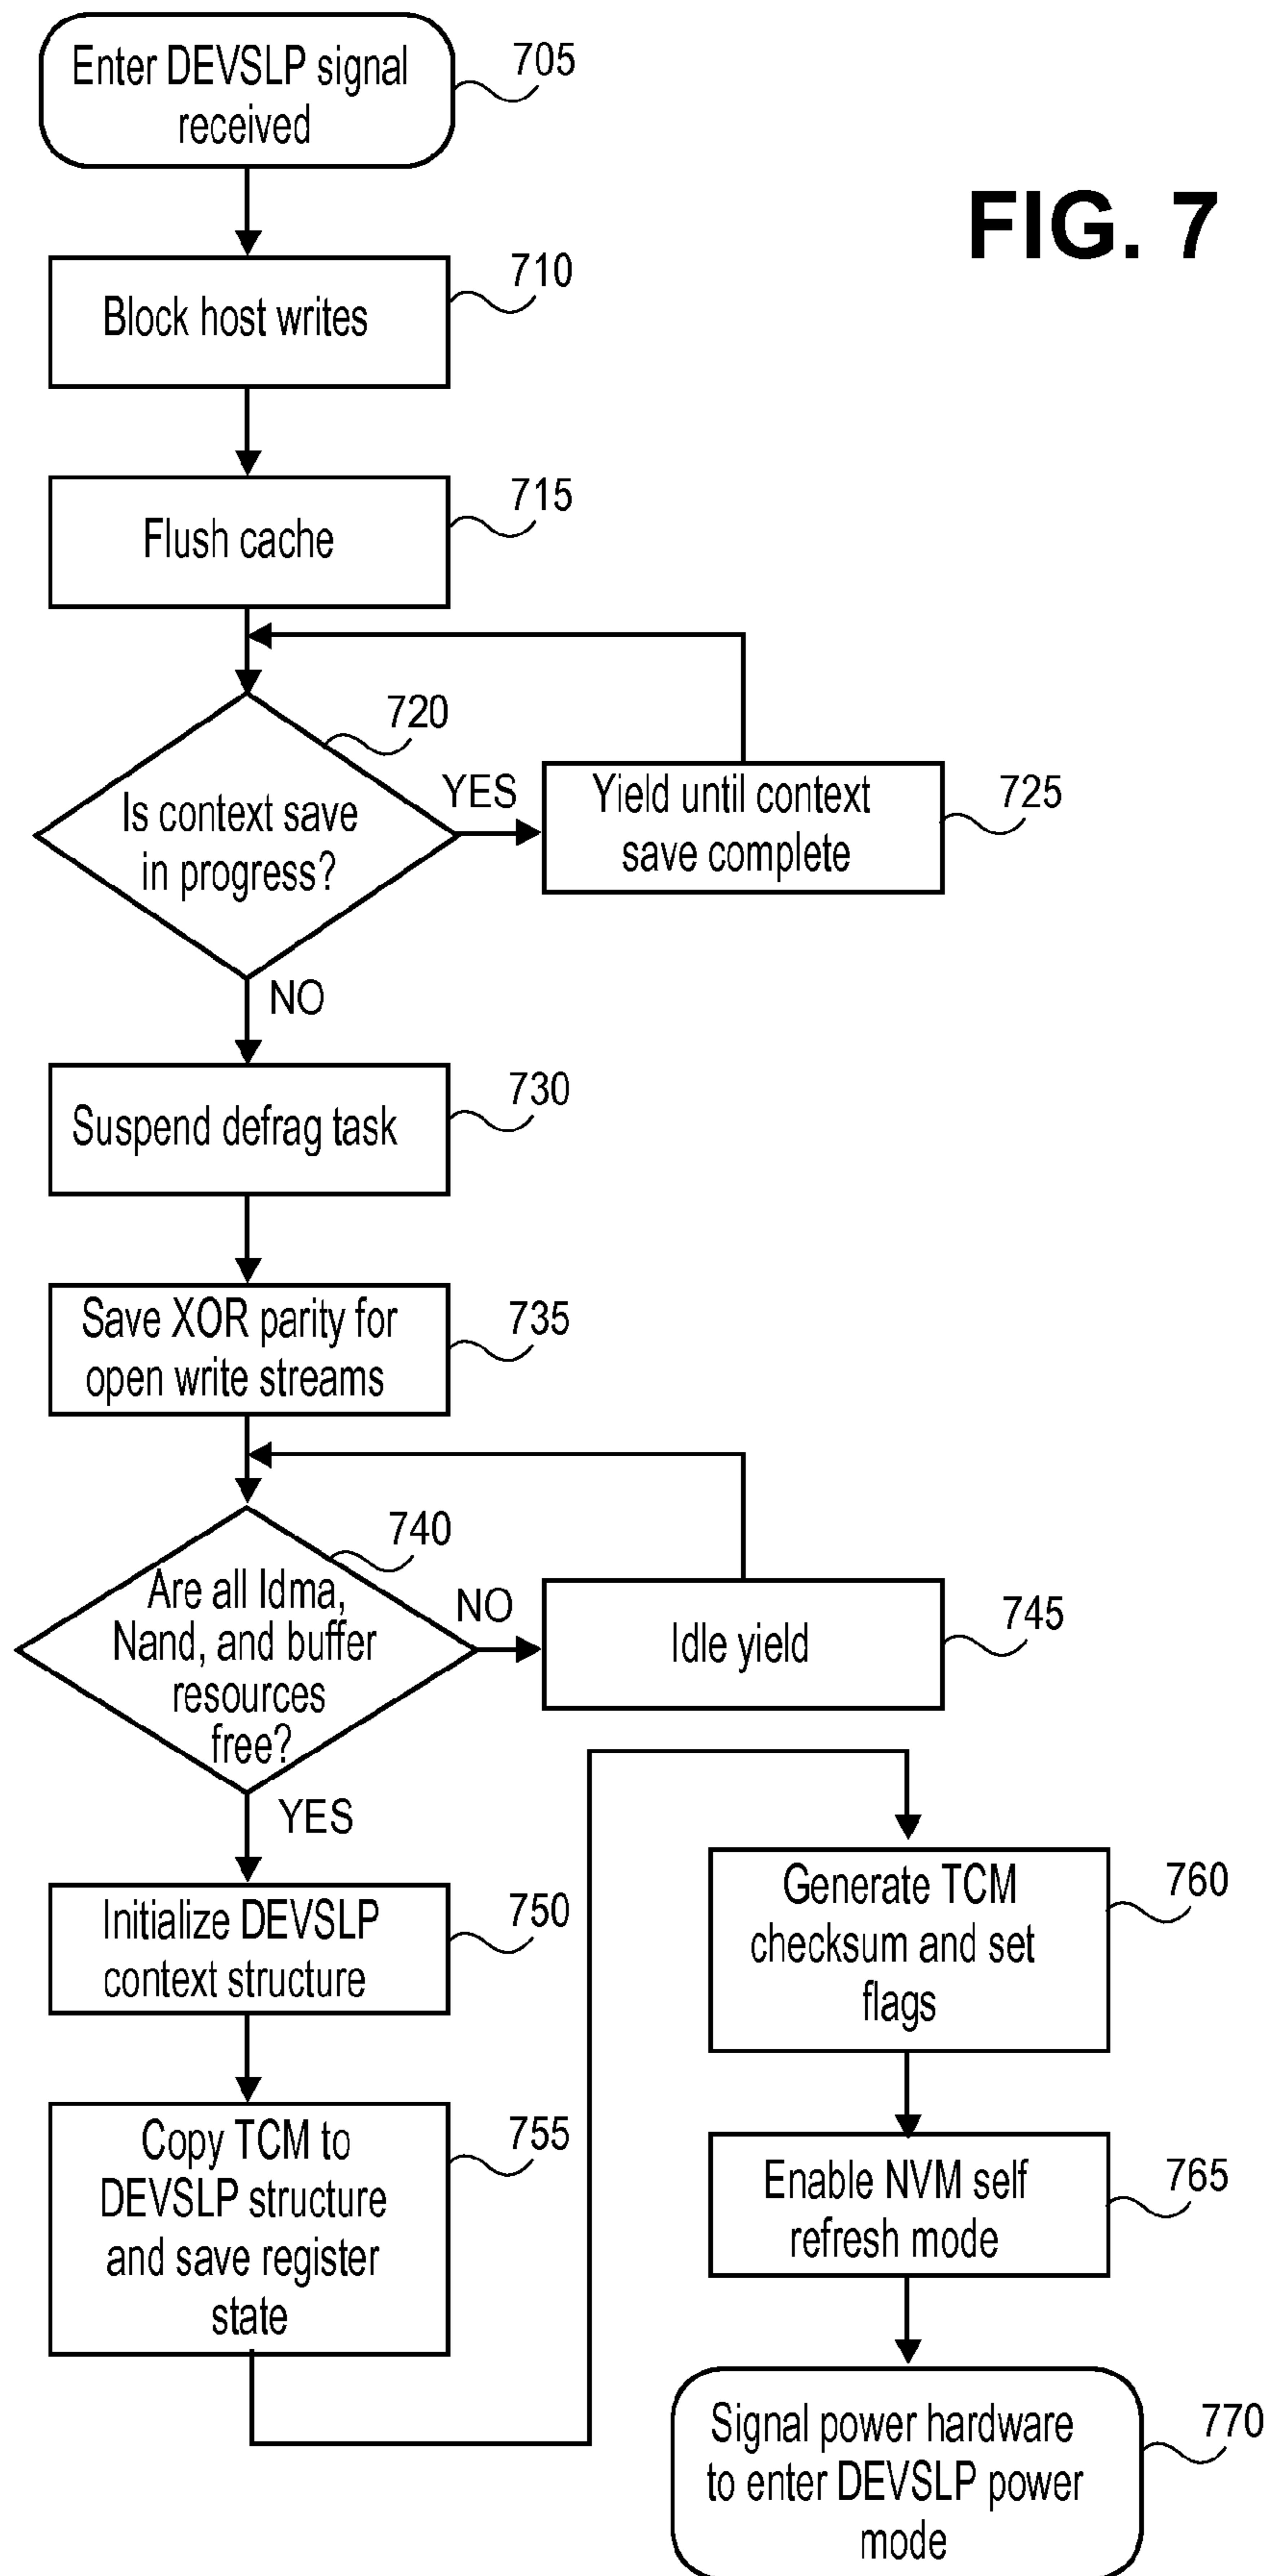 Enter DEVSLP signal
received
705
FIG. 7
Block host writes
710
Flush cache
715
Is context save
in progress?
720
YES
Yield until context
save complete
725
NO
Suspend defrag task
730
Save XOR parity for
open write streams
735
Are all Idma,
Nand, and buffer
resources
free?
740
NO
Idle yield
745
YES
Initialize DEVSLP
context structure
750
Copy TCM to
DEVSLP structure
and save register
state
755
Generate TCM
checksum and set
flags
760
Enable NVM self
refresh mode
765
Signal power hardware
to enter DEVSLP power
mode
770